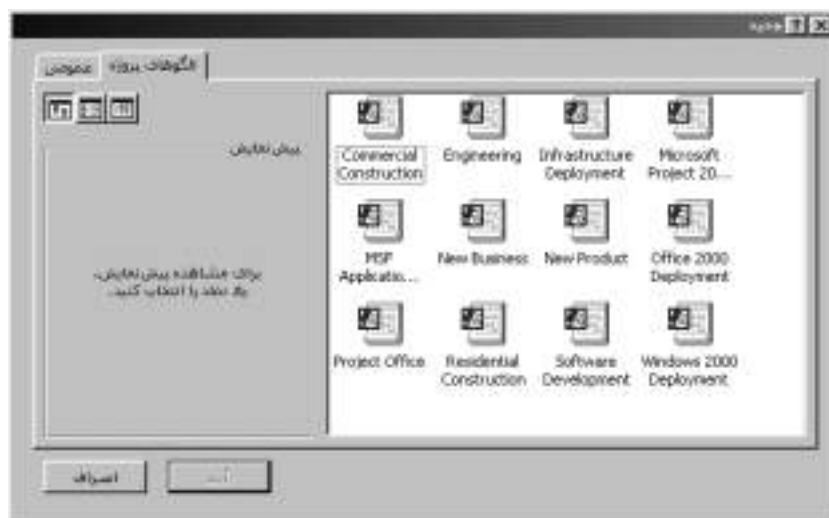 جدید
الگوهای پروژه
عمومی
پیش نمایش
برای مشاهده پیش نمایش،
یک نماد را انتخاب کنید.
Commercial Construction
Engineering
Infrastructure Deployment
Microsoft Project 20...
MSP Applicatio...
New Business
New Product
Office 2000 Deployment
Project Office
Residential Construction
Software Development
Windows 2000 Deployment
انصراف